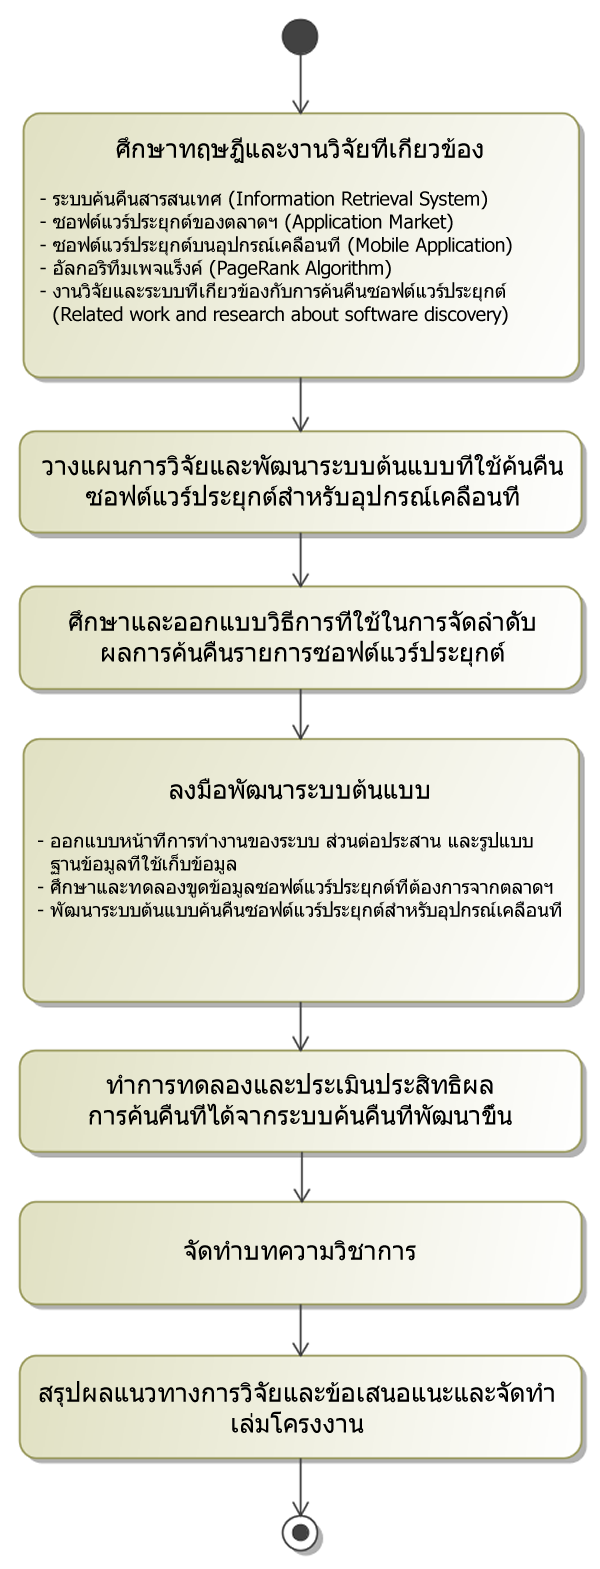 ศึกษาทฤษฎีและงานวิจัยที่เกี่ยวข้อง
- ระบบค้นคืนสารสนเทศ (Information Retrieval System)
- ซอฟต์แวร์ประยุกต์ของตลาดฯ (Application Market)
- ซอฟต์แวร์ประยุกต์บนอุปกรณ์เคลื่อนที่ (Mobile Application)
- อัลกอริทึมเพจแร็งค์ (PageRank Algorithm)
- งานวิจัยและระบบที่เกี่ยวข้องกับการค้นคืนซอฟต์แวร์ประยุกต์
(Related work and research about software discovery)
วางแผนการวิจัยและพัฒนาระบบต้นแบบที่ใช้ค้นคืน
ซอฟต์แวร์ประยุกต์สำหรับอุปกรณ์เคลื่อนที่
ศึกษาและออกแบบวิธีการที่ใช้ในการจัดลำดับ
ผลการค้นคืนรายการซอฟต์แวร์ประยุกต์
ลงมือพัฒนาระบบต้นแบบ
- ออกแบบหน้าที่การทำงานของระบบ ส่วนต่อประสาน และรูปแบบ
ฐานข้อมูลที่ใช้เก็บข้อมูล
- ศึกษาและทดลองขูดข้อมูลซอฟต์แวร์ประยุกต์ที่ต้องการจากตลาดฯ
- พัฒนาระบบต้นแบบค้นคืนซอฟต์แวร์ประยุกต์สำหรับอุปกรณ์เคลื่อนที่
ทำการทดลองและประเมินประสิทธิผล
การค้นคืนที่ได้จากระบบค้นคืนที่พัฒนาขึ้น
จัดทำบทความวิชาการ
สรุปผลแนวทางการวิจัยและข้อเสนอแนะและจัดทำ
เล่มโครงงาน